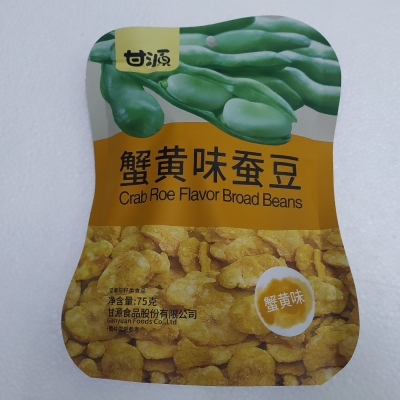 甘源
蟹黄味蚕豆
Crab Roe Flavor Broad Beans
净含量:75克
甘源食品股份有限公司
Ganyuan Foods Co., Ltd
蟹黄味